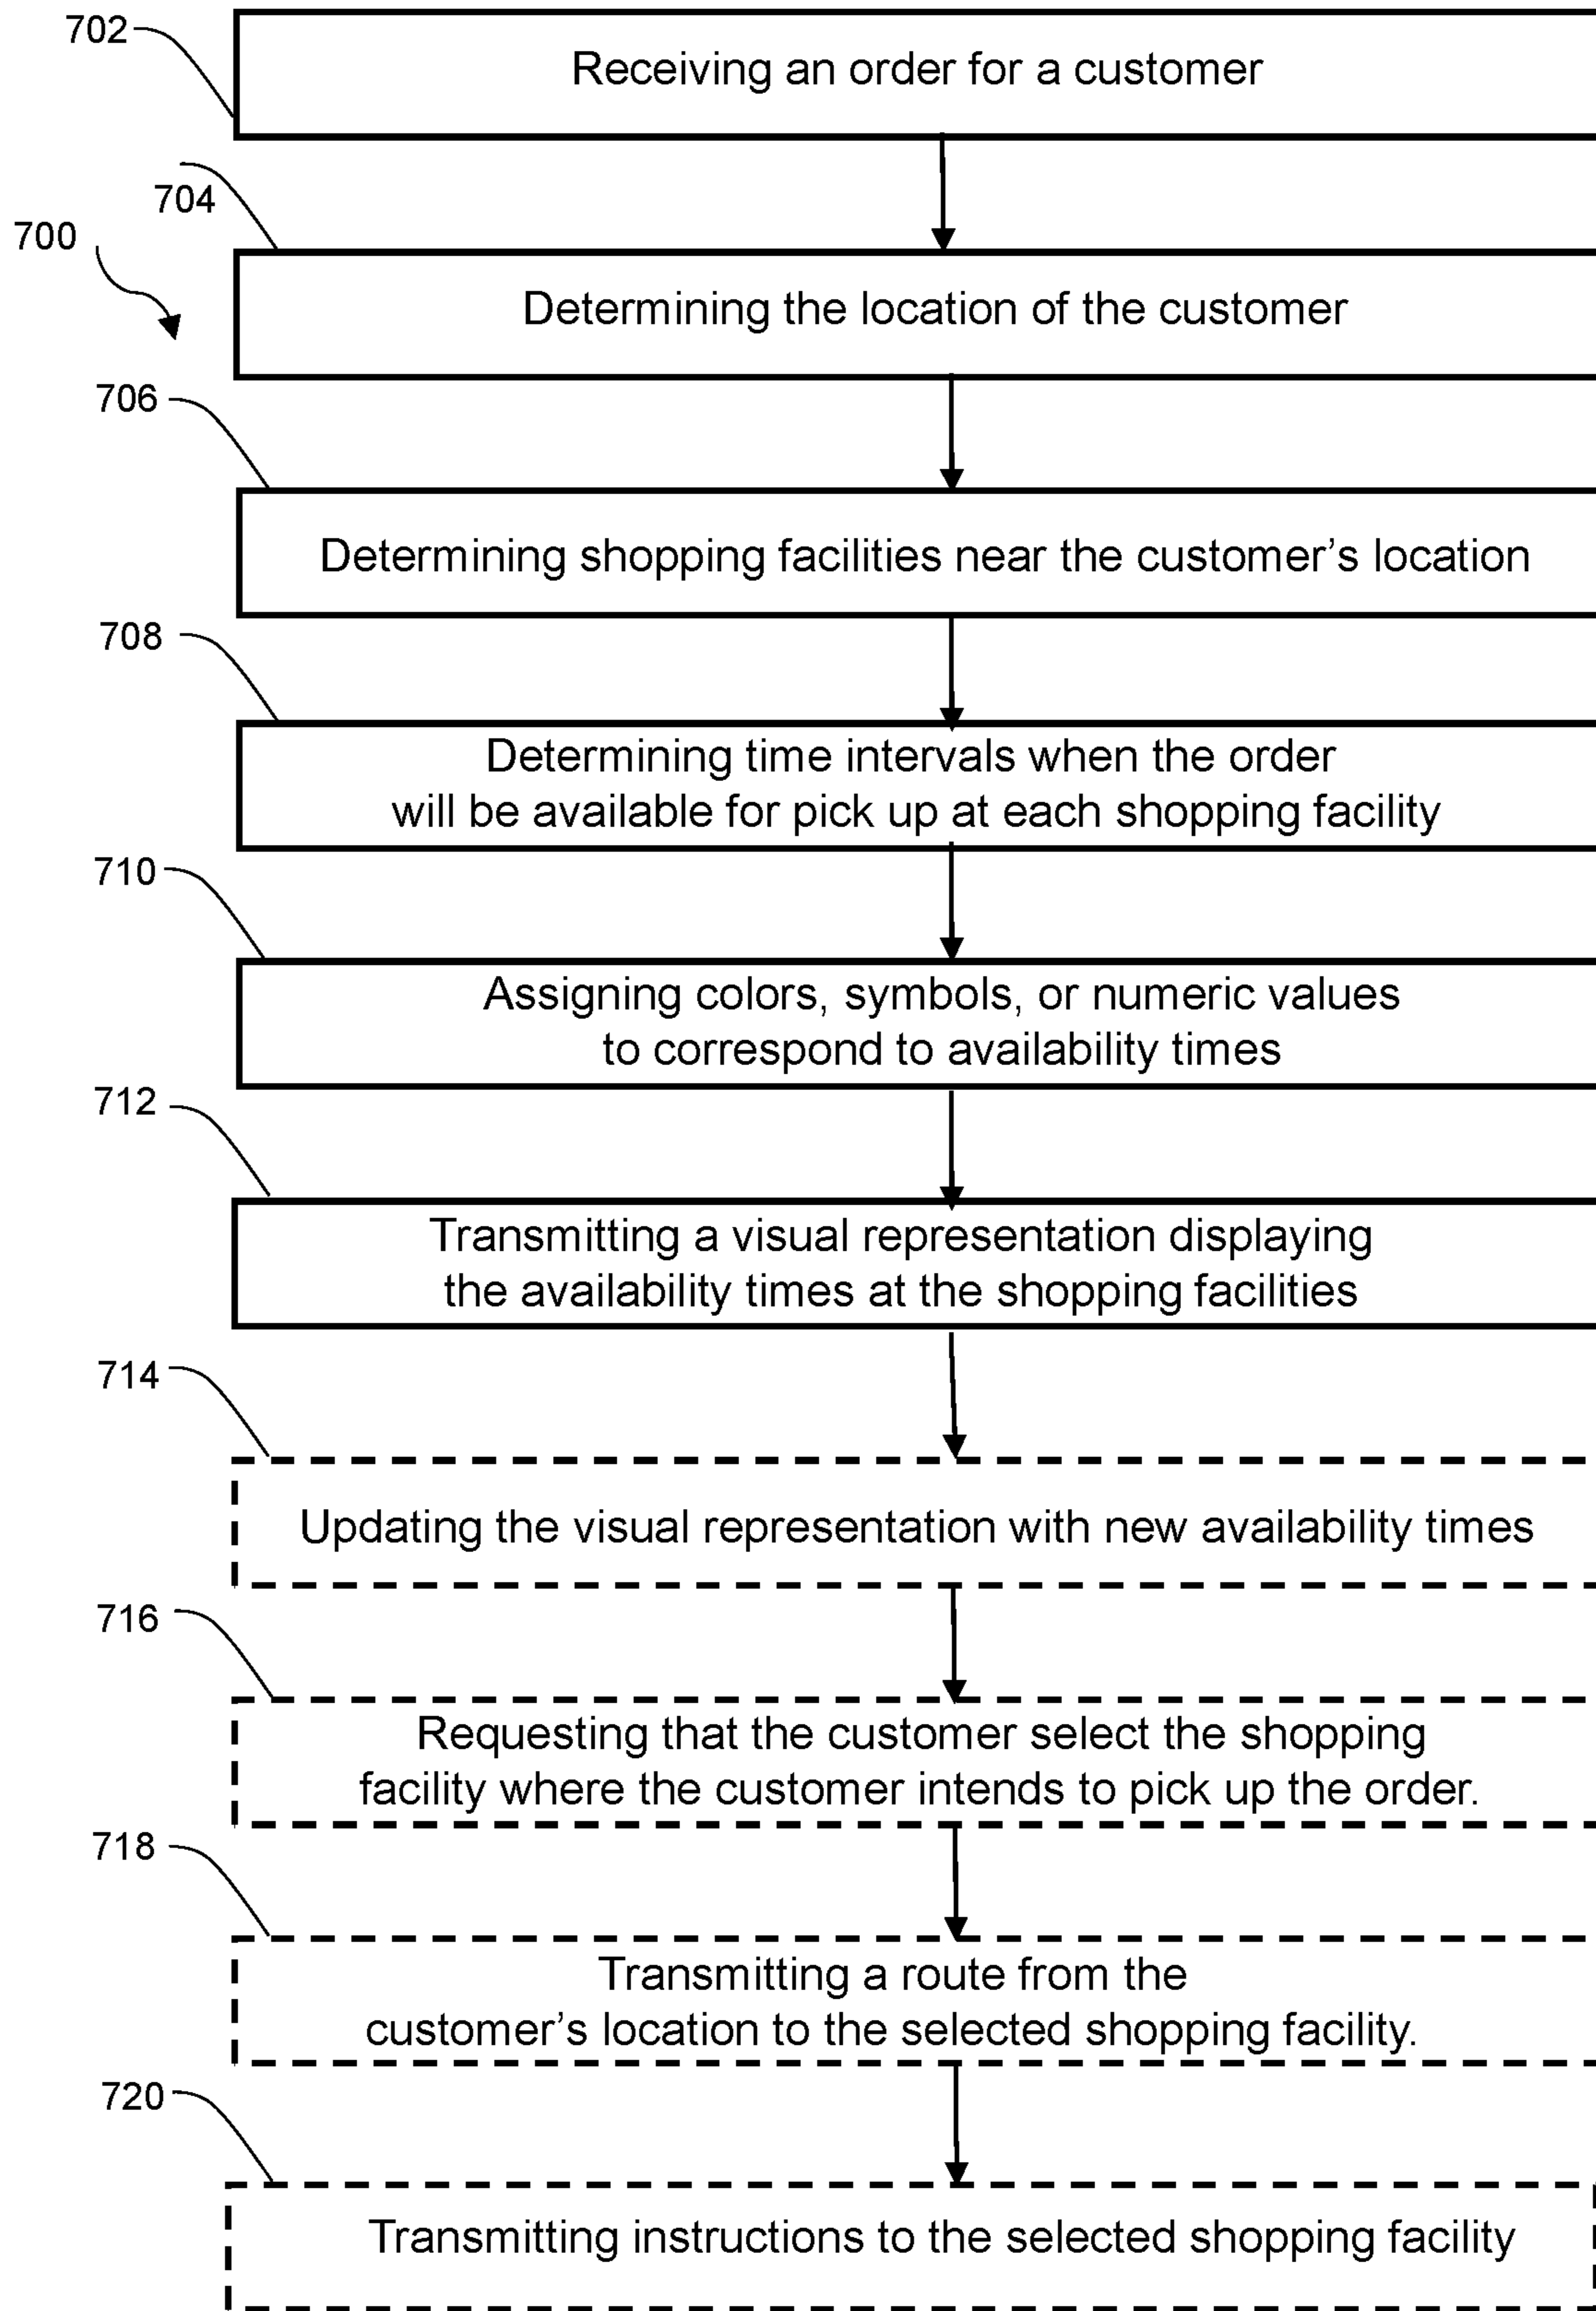 702
Receiving an order for a customer
704
700
Determining the location of the customer
706
Determining shopping facilities near the customer’s location
708
Determining time intervals when the order
will be available for pick up at each shopping facility
710
Assigning colors, symbols, or numeric values
to correspond to availability times
712
Transmitting a visual representation displaying
the availability times at the shopping facilities
714
Updating the visual representation with new availability times
716
Requesting that the customer select the shopping
facility where the customer intends to pick up the order.
718
Transmitting a route from the
customer’s location to the selected shopping facility.
720
Transmitting instructions to the selected shopping facility